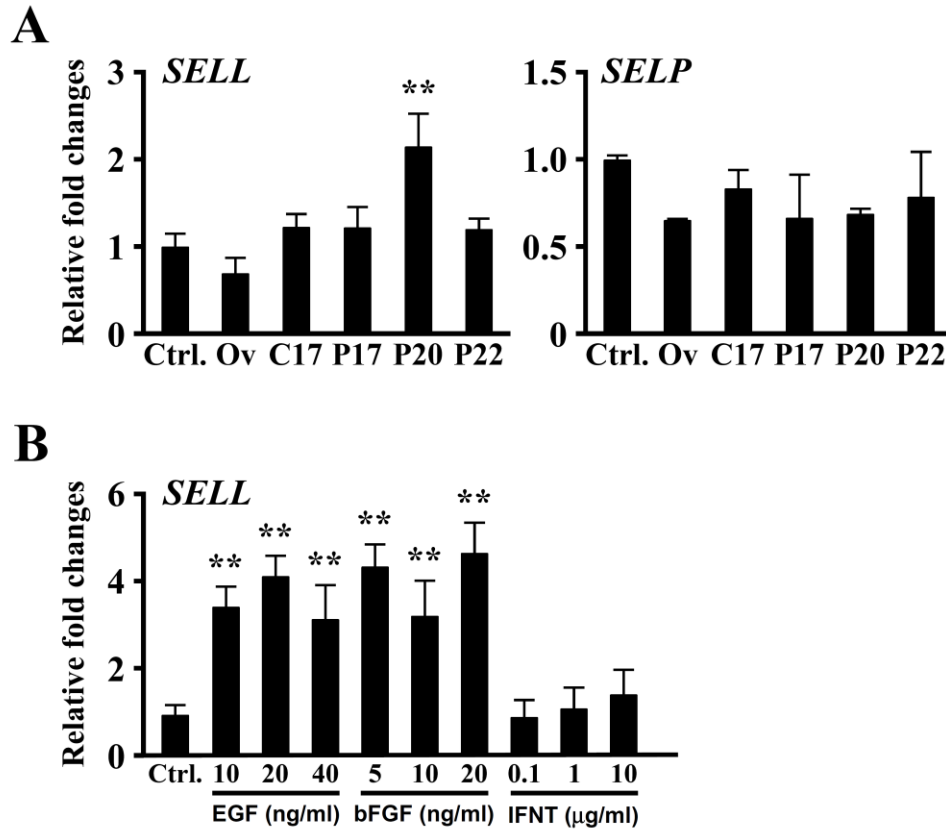 A
SELL
Relative fold changes
3
2
1
0
**
Ctrl. Ov C17 P17 P20 P22
SELP
1.5
1.0
0.5
0
Ctrl. Ov C17 P17 P20 P22
B
SELL
Relative fold changes
6
4
2
0
** ** ** ** ** **
Ctrl. 10 20 40 5 10 20 0.1 1 10
EGF (ng/ml) bFGF (ng/ml) IFNT (μg/ml)